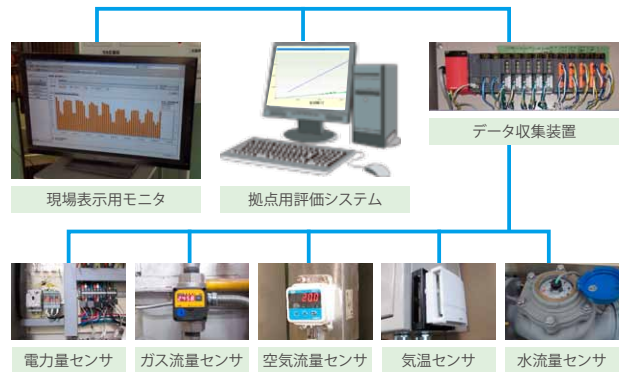 現場表示用モニタ
拠点用評価システム
データ収集装置
電力量センサ
ガス流量センサ
空気流量センサ
気温センサ
水流量センサ